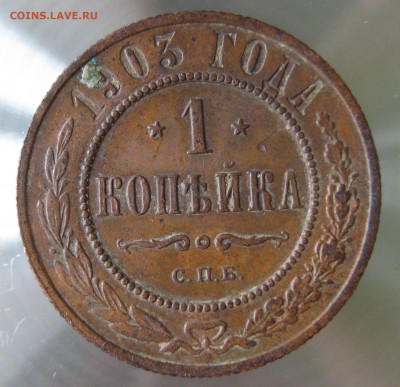 COINS.LAVE.RU
1903 ГОДА
1
КОПѢЙКА
С.П.Б.